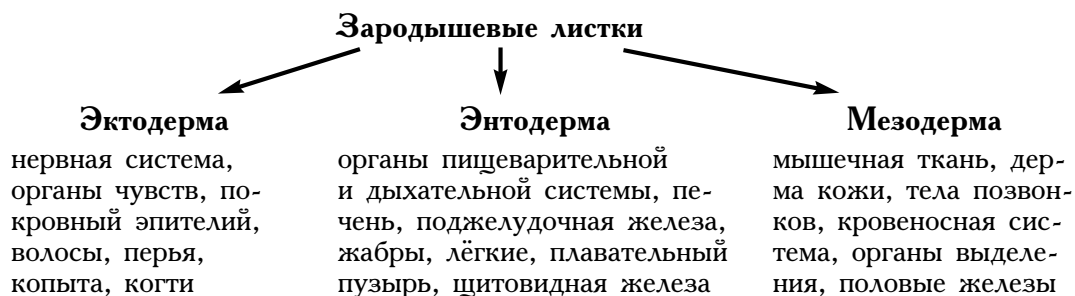 Зародышевые листки
Эктодерма
нервная система,
органы чувств, по-
кровный эпителий,
волосы, перья,
копыта, когти
Энтодерма
органы пищеварительной
и дыхательной системы, пе-
чень, поджелудочная железа,
жабры, лёгкие, плавательный
пузырь, щитовидная железа
Мезодерма
мышечная ткань, дер-
ма кожи, тела позвон-
ков, кровеносная сис-
тема, органы выделе-
ния, половые железы